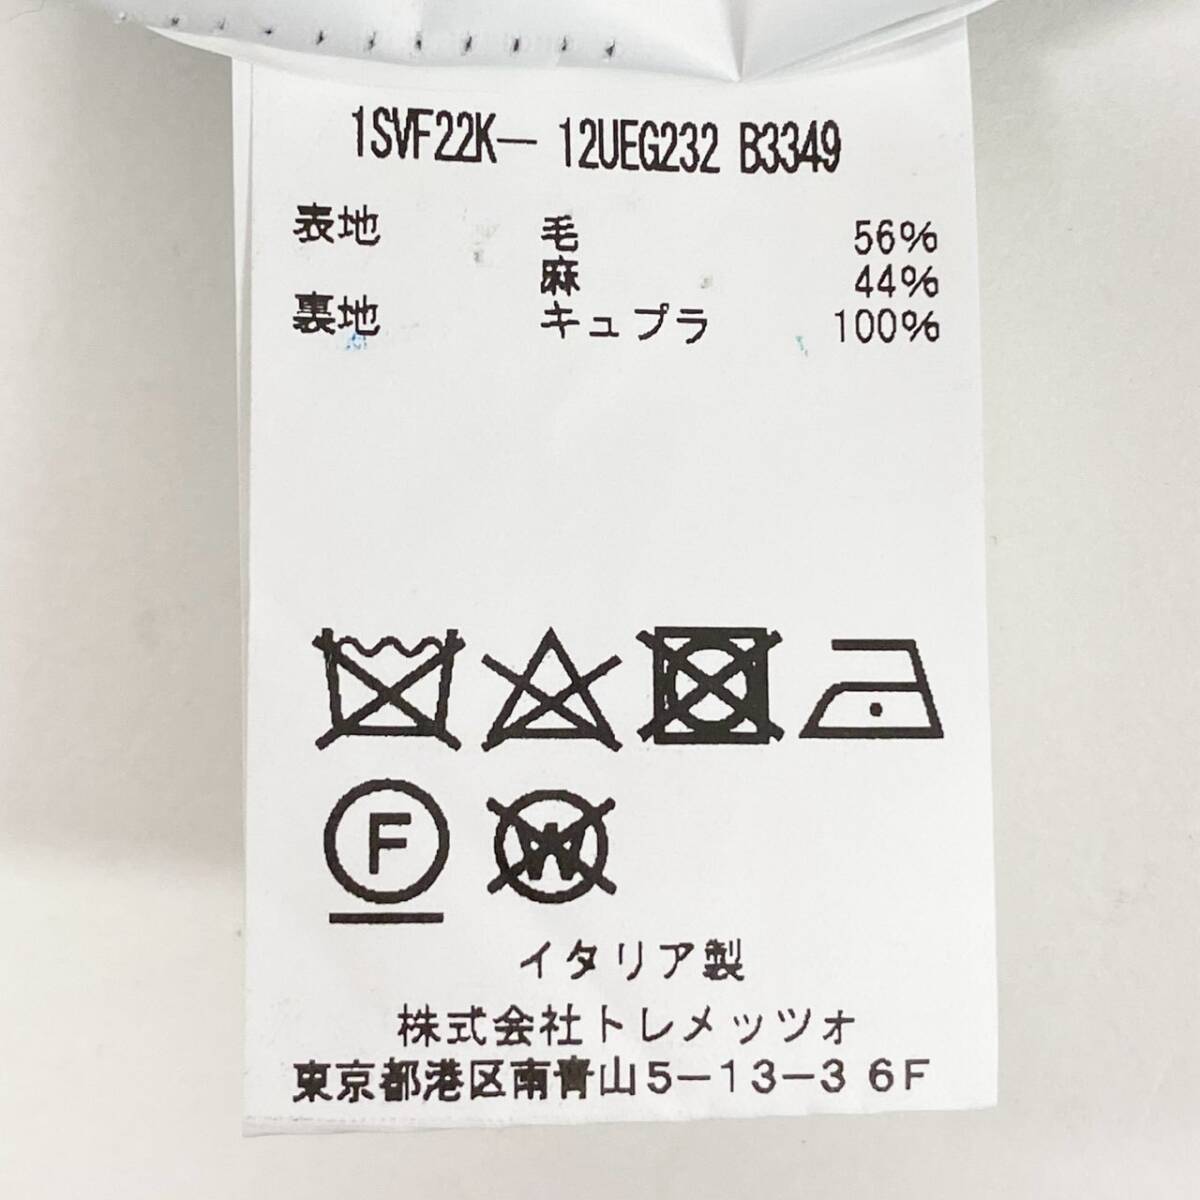 1SVF22K— 12UEG232 B3349
表地 毛 56%
麻 44%
裏地 キュプラ 100%
F W
イタリア製
株式会社トレメッツォ
東京都港区南青山5−13−3 6F